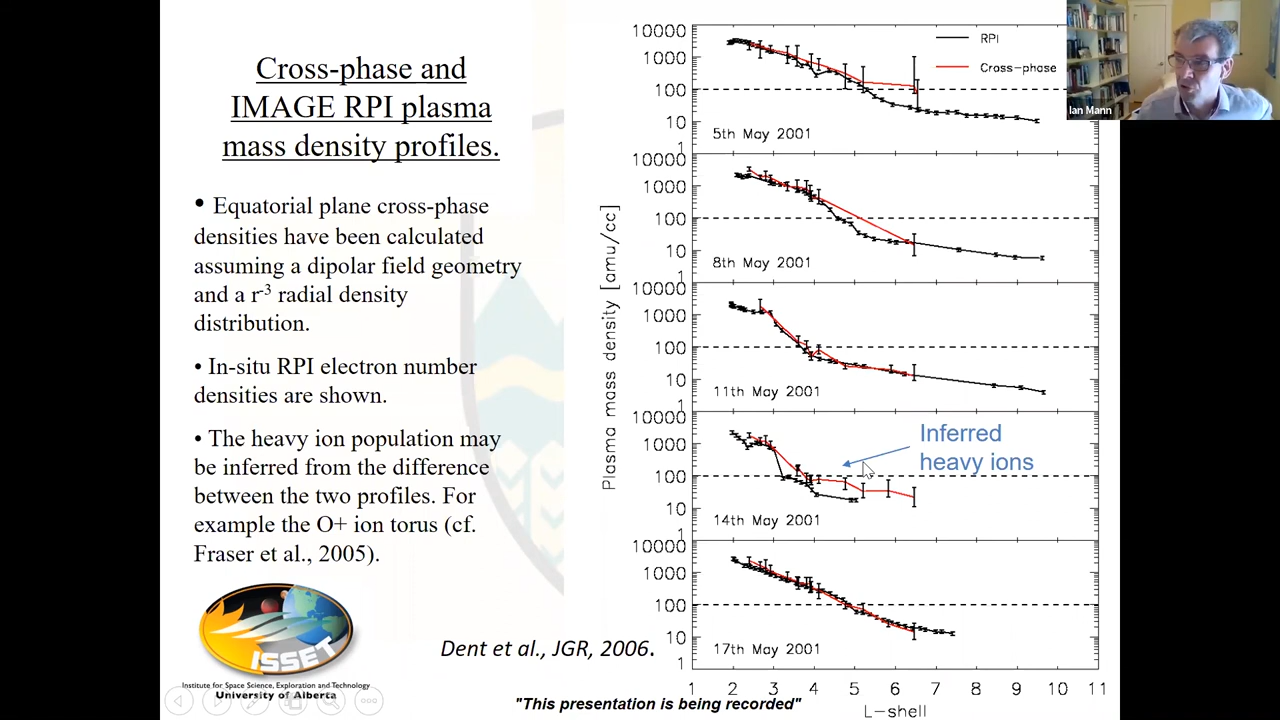 Cross-phase and
IMAGE RPI plasma
mass density profiles.
• Equatorial plane cross-phase
densities have been calculated
assuming a dipolar field geometry
and a r-3 radial density
distribution.
• In-situ RPI electron number
densities are shown.
• The heavy ion population may
be inferred from the difference
between the two profiles. For
example the O+ ion torus (cf.
Fraser et al., 2005).
ISSET
Institute for Space Science, Exploration and Technology
University of Alberta
Dent et al., JGR, 2006.
"This presentation is being recorded"
Plasma mass density [amu/cc]
10000
1000
100
10
1
RPI
Cross-phase
5th May 2001
10000
1000
100
10
1
8th May 2001
10000
1000
100
10
1
11th May 2001
10000
1000
100
10
1
Inferred
heavy ions
14th May 2001
10000
1000
100
10
1
17th May 2001
1 2 3 4 5 6 7 8 9 10 11
L-shell
Ian Mann